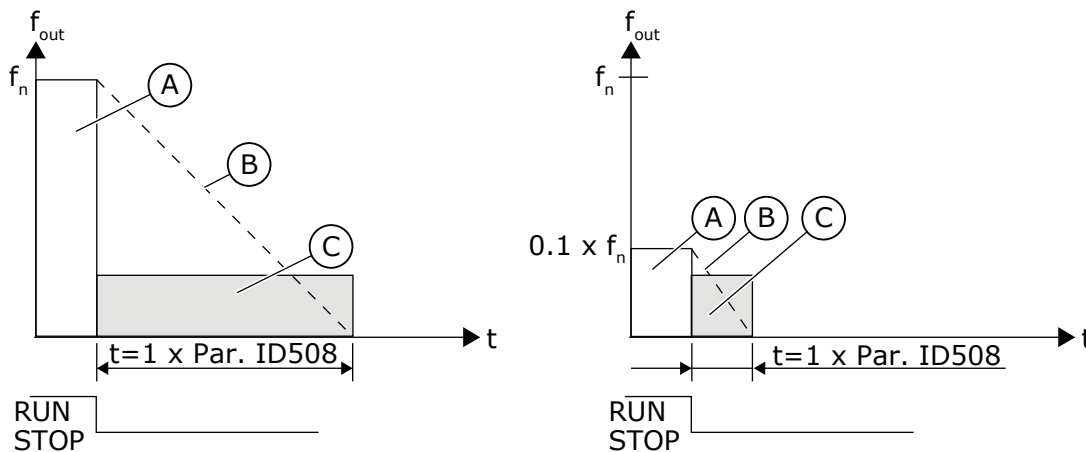 f out
f n
A
B
C
t
t=1 x Par. ID508
RUN
STOP
f out
f n
A
B
C
0.1 x f n
t
t=1 x Par. ID508
RUN
STOP